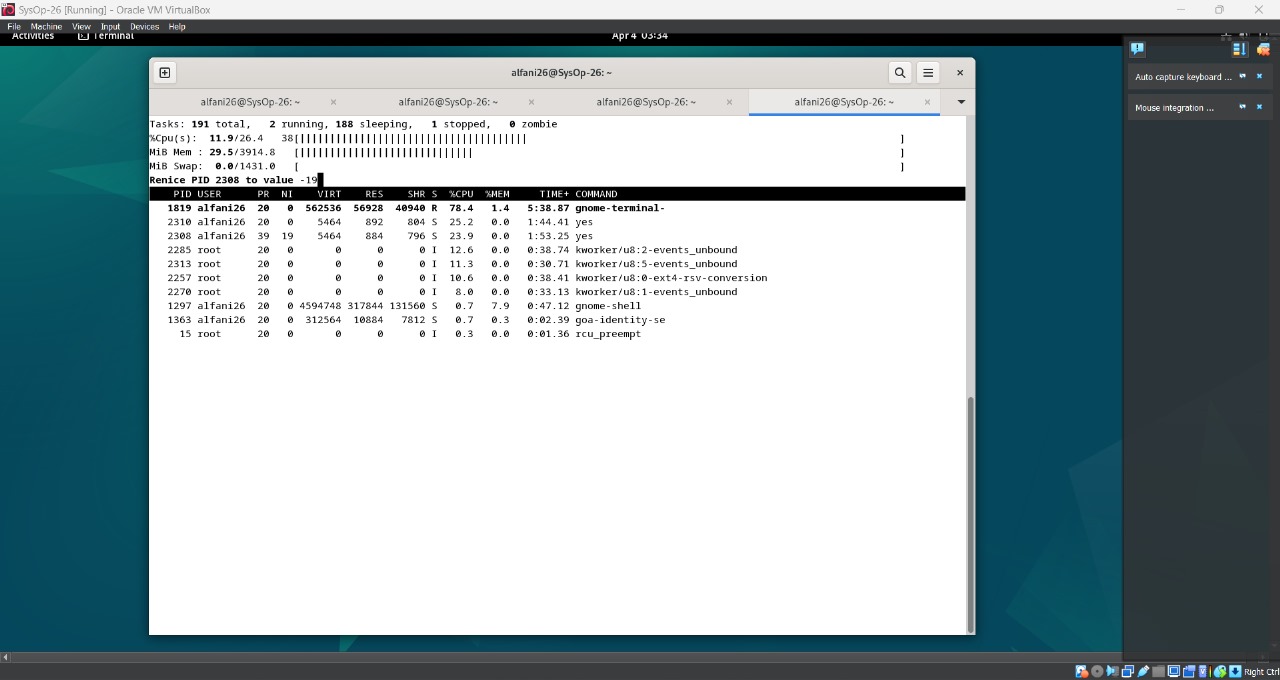 SysOp-26 [Running] - Oracle VM VirtualBox
File Machine View Input Devices Help
Activities Terminal Apr 4 03:34
alfani26@SysOp-26: ~
alfani26@SysOp-26: ~ × alfani26@SysOp-26: ~ × alfani26@SysOp-26: ~ × alfani26@SysOp-26: ~ ×
Auto capture keyboard ...
Mouse integration ...
Tasks: 191 total, 2 running, 188 sleeping, 1 stopped, 0 zombie
%Cpu(s): 11.9/26.4 38[||||||||||||||||||||||||||||||||||||||  ]
MiB Mem : 29.5/3914.8 [|||||||||||||||||||||||||||||  ]
MiB Swap: 0.0/1431.0 [  ]
Renice PID 2308 to value -19
PID USER PR NI VIRT RES SHR S %CPU %MEM TIME+ COMMAND
1819 alfani26 20 0 562536 56928 40940 R 78.4 1.4 5:38.87 gnome-terminal-
2310 alfani26 20 0 5464 892 804 S 25.2 0.0 1:44.41 yes
2308 alfani26 39 19 5464 884 796 S 23.9 0.0 1:53.25 yes
2285 root 20 0 0 0 0 I 12.6 0.0 0:38.74 kworker/u8:2-events_unbound
2313 root 20 0 0 0 0 I 11.3 0.0 0:30.71 kworker/u8:5-events_unbound
2257 root 20 0 0 0 0 I 10.6 0.0 0:38.41 kworker/u8:0-ext4-rsv-conversion
2270 root 20 0 0 0 0 I 8.0 0.0 0:33.13 kworker/u8:1-events_unbound
1297 alfani26 20 0 4594748 317844 131560 S 0.7 7.9 0:47.12 gnome-shell
1363 alfani26 20 0 312564 10884 7812 S 0.7 0.3 0:02.39 goa-identity-se
15 root 20 0 0 0 0 I 0.3 0.0 0:01.36 rcu_preempt
Right Ctrl